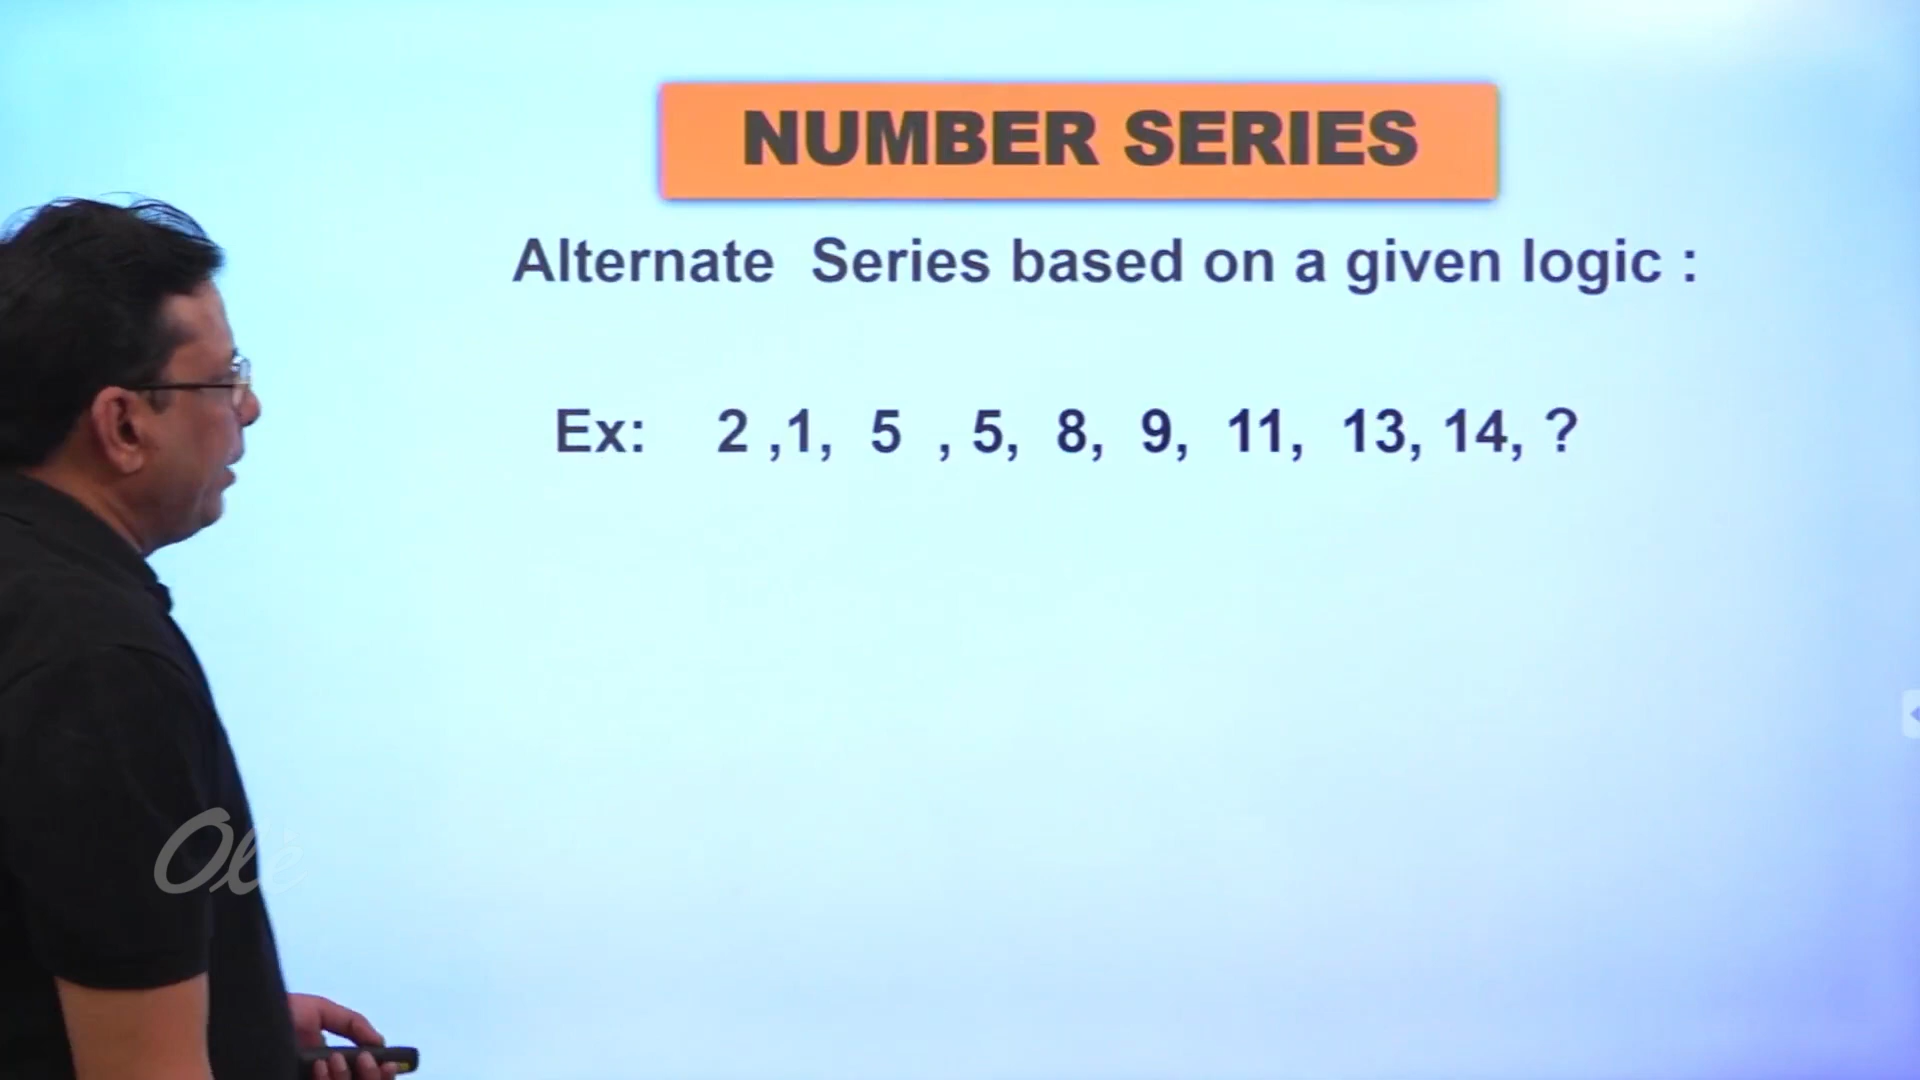 NUMBER SERIES
Alternate Series based on a given logic :
Ex: 2 ,1, 5 , 5, 8, 9, 11, 13, 14, ?
Olé